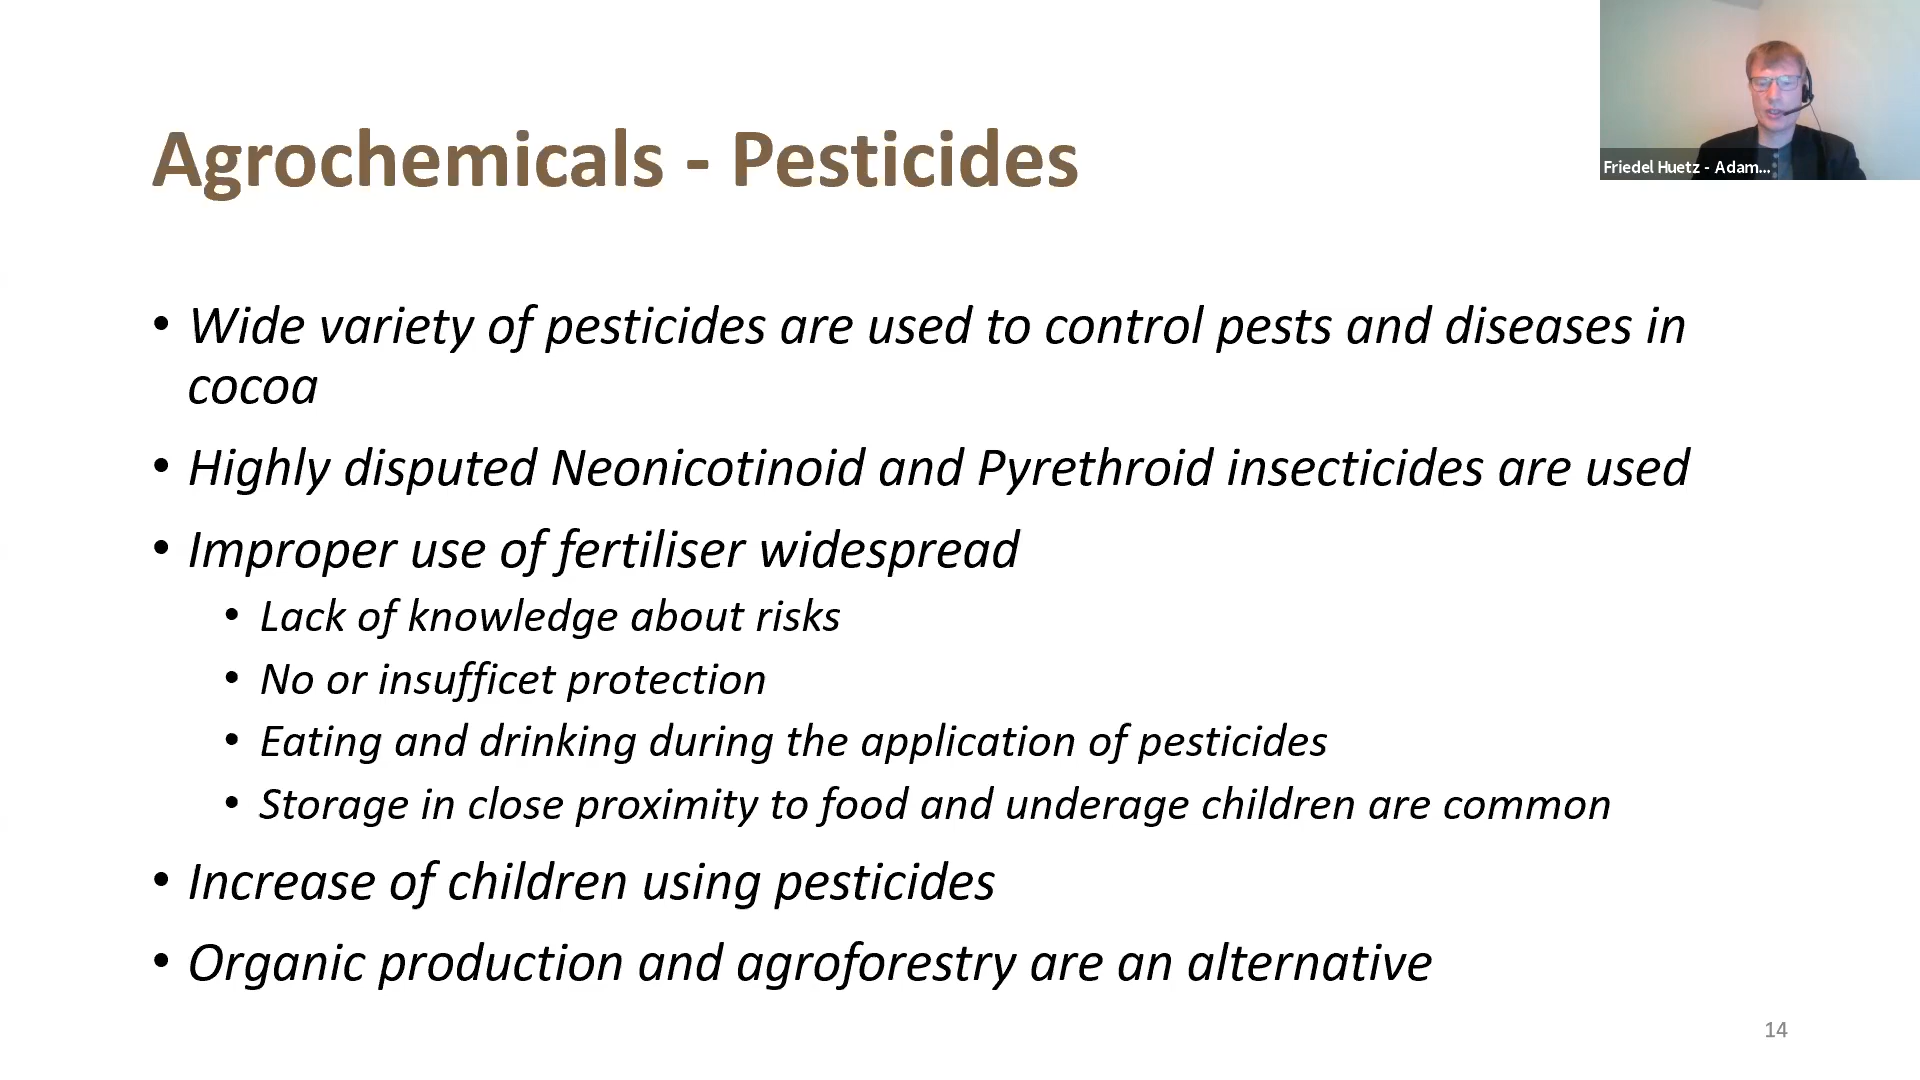 Agrochemicals - Pesticides
Friedel Huetz - Adam...
• Wide variety of pesticides are used to control pests and diseases in
cocoa
• Highly disputed Neonicotinoid and Pyrethroid insecticides are used
• Improper use of fertiliser widespread
• Lack of knowledge about risks
• No or insufficet protection
• Eating and drinking during the application of pesticides
• Storage in close proximity to food and underage children are common
• Increase of children using pesticides
• Organic production and agroforestry are an alternative
14